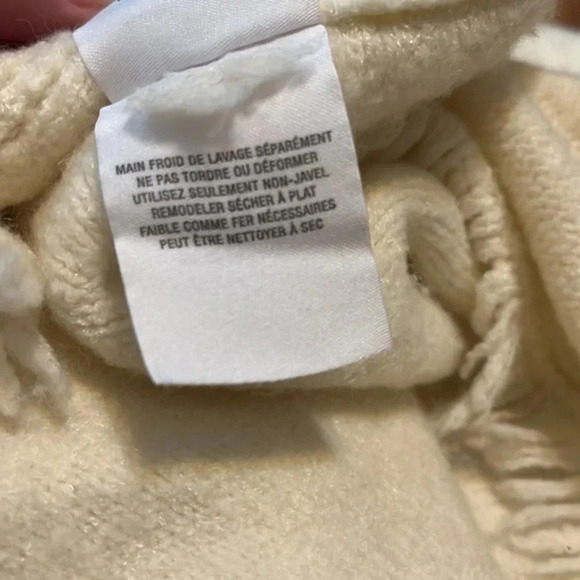 MAIN FROID DE LAVAGE SÉPARÉMENT
NE PAS TORDRE OU DÉFORMER
UTILISEZ SEULEMENT NON-JAVEL
REMODELER SÉCHER À PLAT
FAIBLE COMME FER NÉCESSAIRES
PEUT ÊTRE NETTOYER À SEC